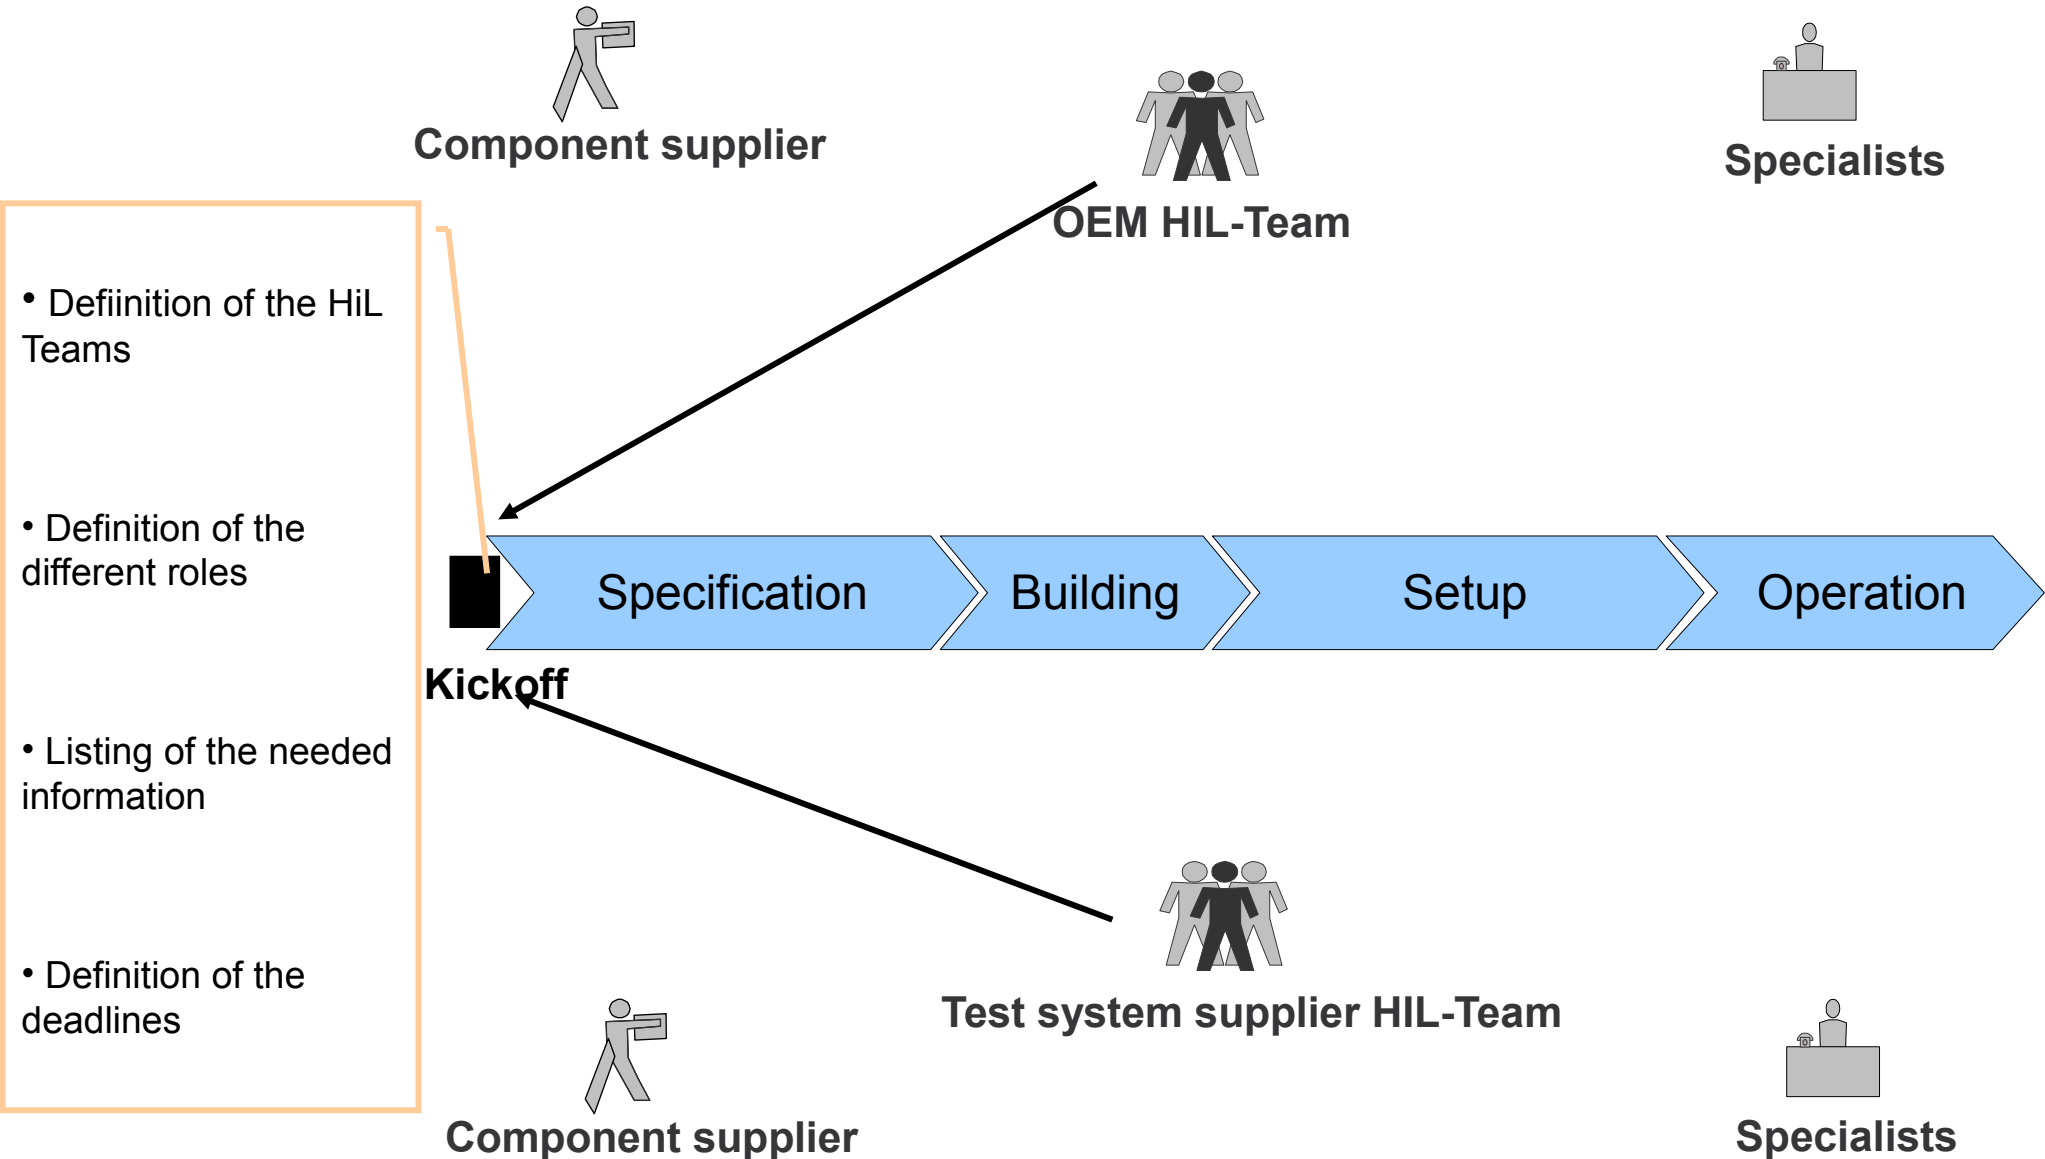 Component supplier
OEM HIL-Team
Specialists
• Defiinition of the HiL
Teams
• Definition of the
different roles
• Listing of the needed
information
• Definition of the
deadlines
Specification
Building
Setup
Operation
Kickoff
Test system supplier HIL-Team
Component supplier
Specialists